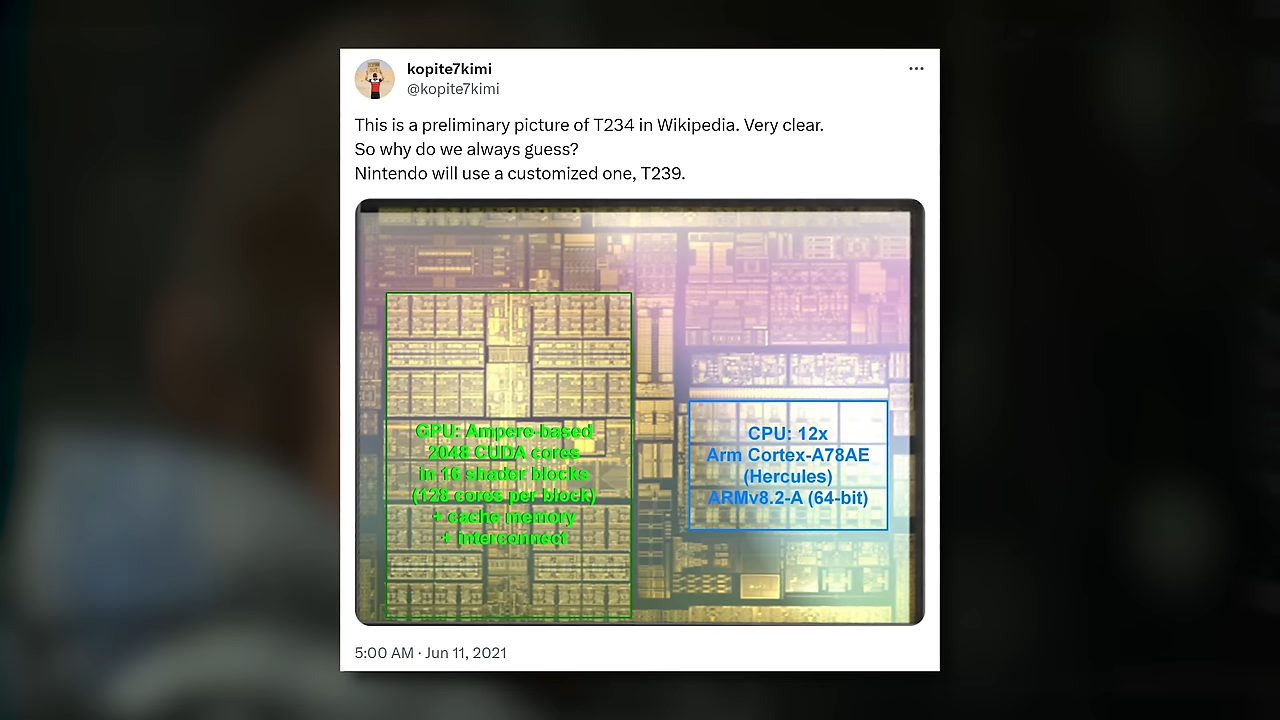 kopite7kimi
@kopite7kimi
This is a preliminary picture of T234 in Wikipedia. Very clear.
So why do we always guess?
Nintendo will use a customized one, T239.
GPU: Ampere-based
2048 CUDA cores
in 16 shader blocks
(128 cores per block)
+ cache memory
+ interconnect
CPU: 12x
Arm Cortex-A78AE
(Hercules)
ARMv8.2-A (64-bit)
5:00 AM · Jun 11, 2021